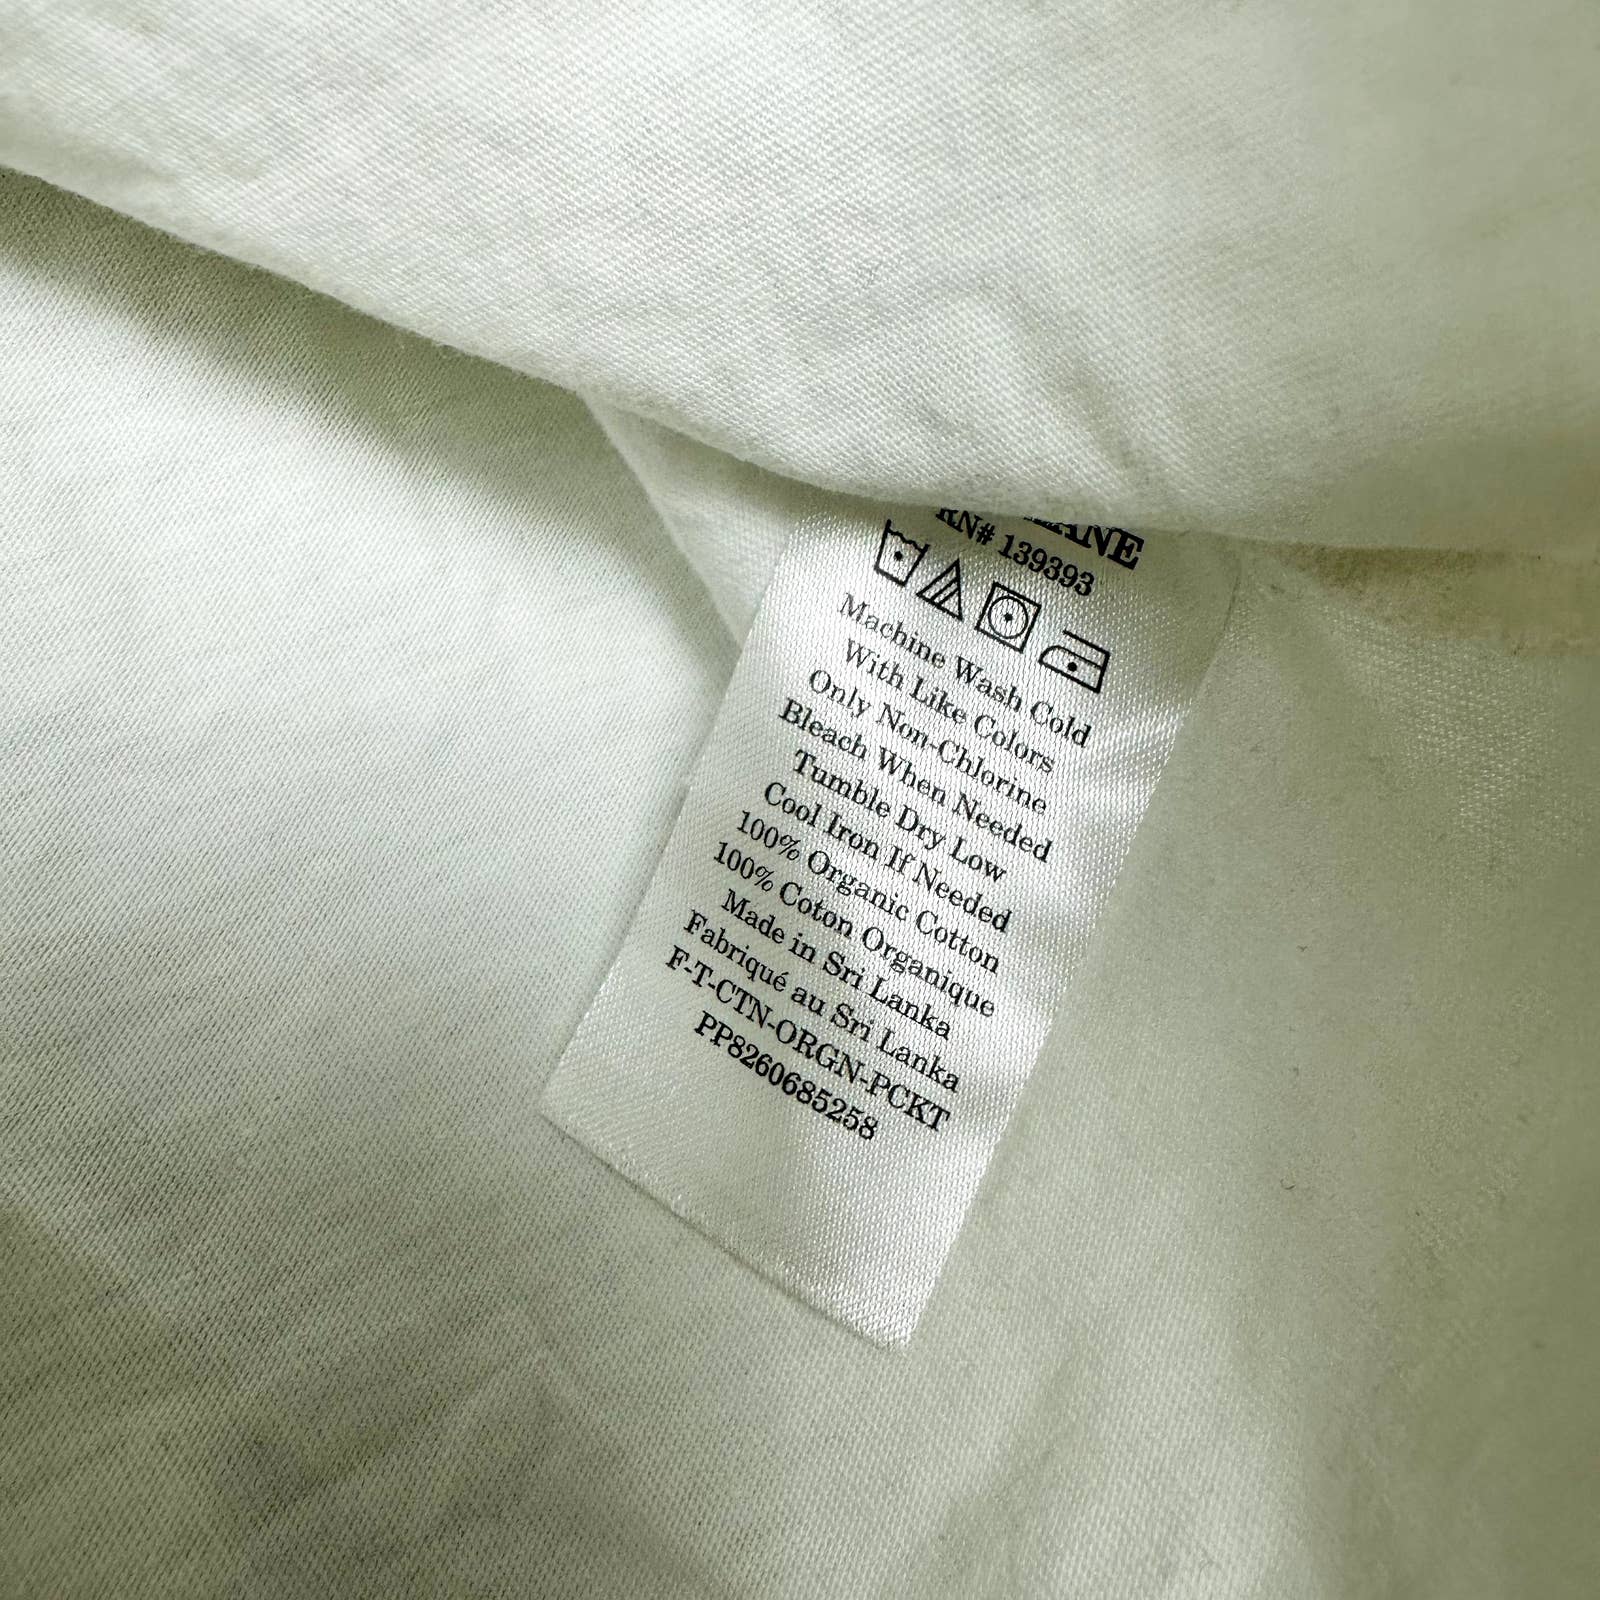 LANE
RN# 139393
Machine Wash Cold
With Like Colors
Only Non-Chlorine
Bleach When Needed
Tumble Dry Low
Cool Iron If Needed
100% Organic Cotton
100% Coton Organique
Made in Sri Lanka
Fabriqué au Sri Lanka
F-T-CTN-ORGN-PCKT
PP8260685258